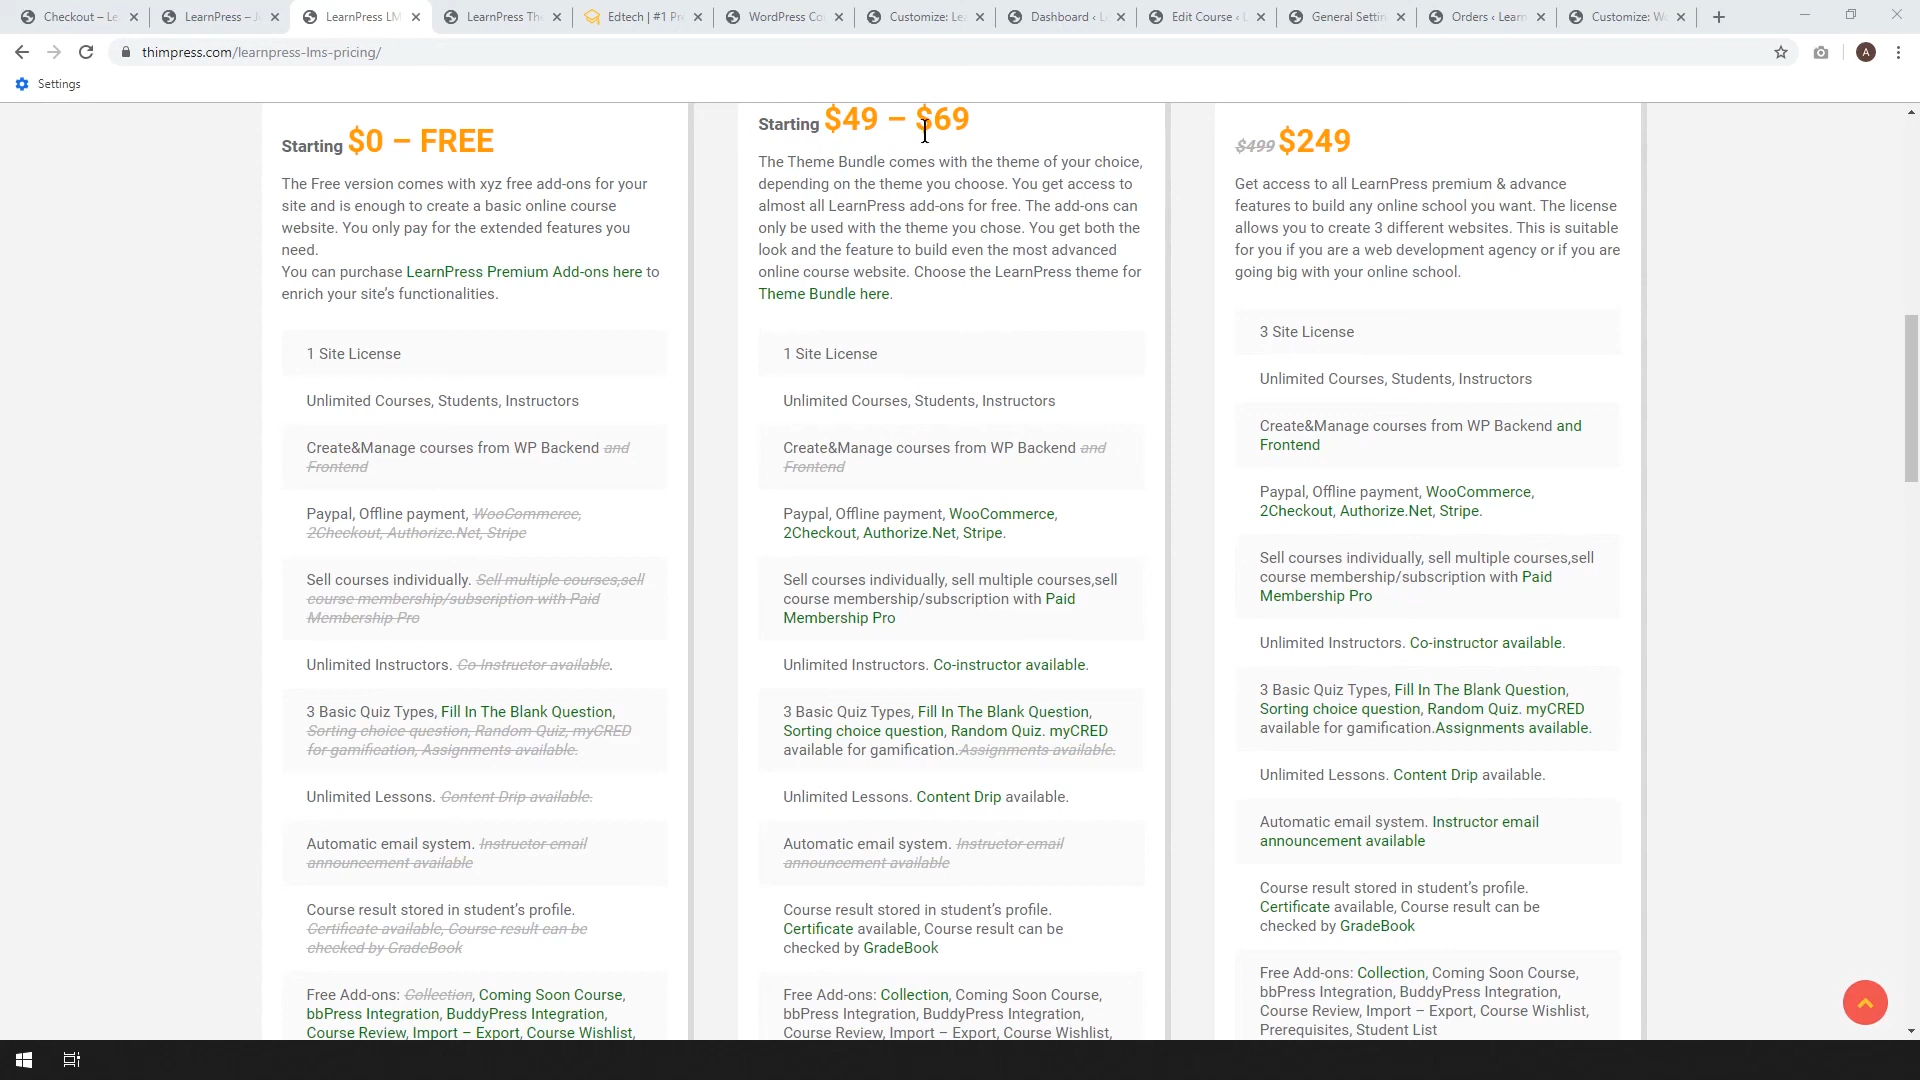 Checkout – Le
LearnPress – J
LearnPress LM
LearnPress The
Edtech | #1 Pr
WordPress Co
Customize: Le
Dashboard ‹ L
Edit Course ‹ L
General Settin
Orders ‹ Learn
Customize: W
thimpress.com/learnpress-lms-pricing/
A
Settings
Starting $0 – FREE
The Free version comes with xyz free add-ons for your
site and is enough to create a basic online course
website. You only pay for the extended features you
need.
You can purchase LearnPress Premium Add-ons here to
enrich your site's functionalities.
1 Site License
Unlimited Courses, Students, Instructors
Create&Manage courses from WP Backend and
Frontend
Paypal, Offline payment, WooCommerce,
2Checkout, Authorize.Net, Stripe
Sell courses individually. Sell multiple courses,sell
course membership/subscription with Paid
Membership Pro
Unlimited Instructors. Co-Instructor available.
3 Basic Quiz Types, Fill In The Blank Question,
Sorting choice question, Random Quiz, myCRED
for gamification, Assignments available.
Unlimited Lessons. Content Drip available.
Automatic email system. Instructor email
announcement available
Course result stored in student's profile.
Certificate available, Course result can be
checked by GradeBook
Free Add-ons: Collection, Coming Soon Course,
bbPress Integration, BuddyPress Integration,
Course Review, Import – Export, Course Wishlist,
Starting $49 – $69
The Theme Bundle comes with the theme of your choice,
depending on the theme you choose. You get access to
almost all LearnPress add-ons for free. The add-ons can
only be used with the theme you chose. You get both the
look and the feature to build even the most advanced
online course website. Choose the LearnPress theme for
Theme Bundle here.
1 Site License
Unlimited Courses, Students, Instructors
Create&Manage courses from WP Backend and
Frontend
Paypal, Offline payment, WooCommerce,
2Checkout, Authorize.Net, Stripe.
Sell courses individually, sell multiple courses,sell
course membership/subscription with Paid
Membership Pro
Unlimited Instructors. Co-instructor available.
3 Basic Quiz Types, Fill In The Blank Question,
Sorting choice question, Random Quiz. myCRED
available for gamification.Assignments available.
Unlimited Lessons. Content Drip available.
Automatic email system. Instructor email
announcement available
Course result stored in student's profile.
Certificate available, Course result can be
checked by GradeBook
Free Add-ons: Collection, Coming Soon Course,
bbPress Integration, BuddyPress Integration,
Course Review, Import – Export, Course Wishlist,
$499 $249
Get access to all LearnPress premium & advance
features to build any online school you want. The license
allows you to create 3 different websites. This is suitable
for you if you are a web development agency or if you are
going big with your online school.
3 Site License
Unlimited Courses, Students, Instructors
Create&Manage courses from WP Backend and
Frontend
Paypal, Offline payment, WooCommerce,
2Checkout, Authorize.Net, Stripe.
Sell courses individually, sell multiple courses,sell
course membership/subscription with Paid
Membership Pro
Unlimited Instructors. Co-instructor available.
3 Basic Quiz Types, Fill In The Blank Question,
Sorting choice question, Random Quiz. myCRED
available for gamification.Assignments available.
Unlimited Lessons. Content Drip available.
Automatic email system. Instructor email
announcement available
Course result stored in student's profile.
Certificate available, Course result can be
checked by GradeBook
Free Add-ons: Collection, Coming Soon Course,
bbPress Integration, BuddyPress Integration,
Course Review, Import – Export, Course Wishlist,
Prerequisites, Student List